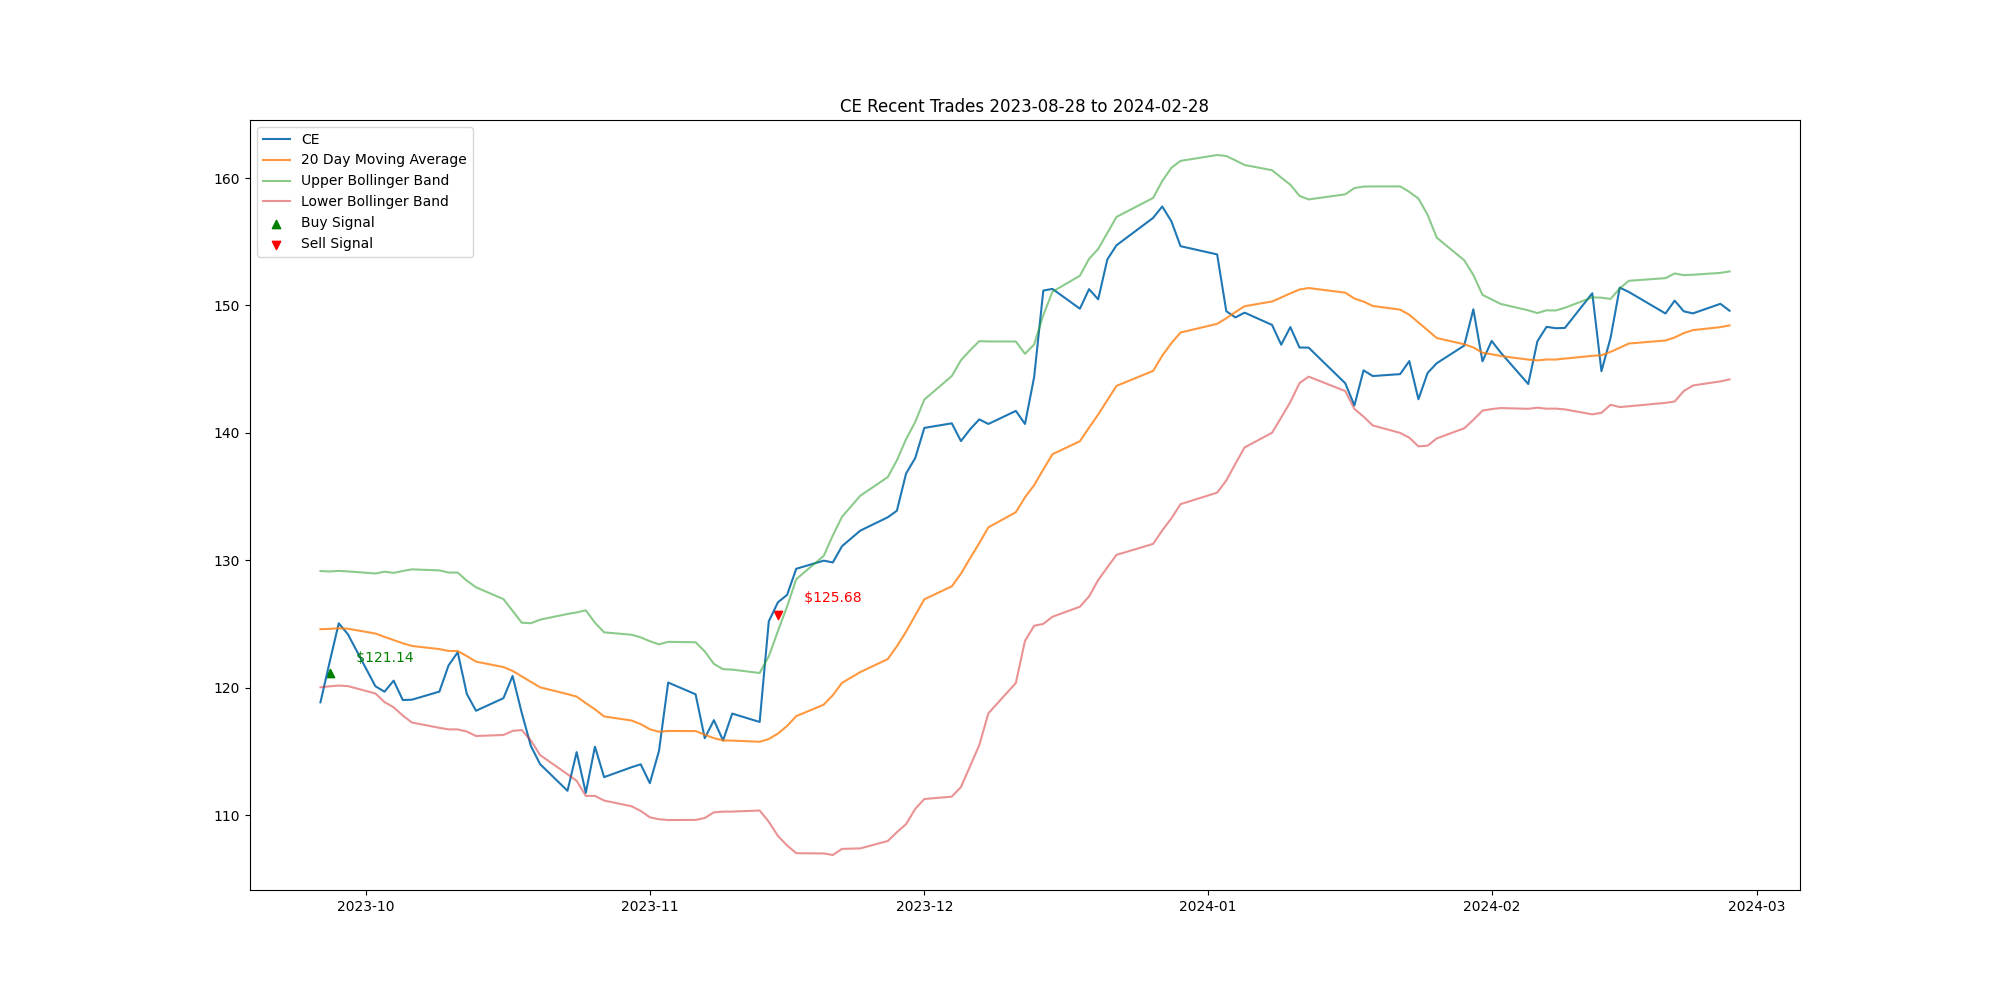 CE Recent Trades 2023-08-28 to 2024-02-28
CE
20 Day Moving Average
Upper Bollinger Band
Lower Bollinger Band
Buy Signal
Sell Signal
160
150
140
130
120
110
$125.68
$121.14
2023-10
2023-11
2023-12
2024-01
2024-02
2024-03